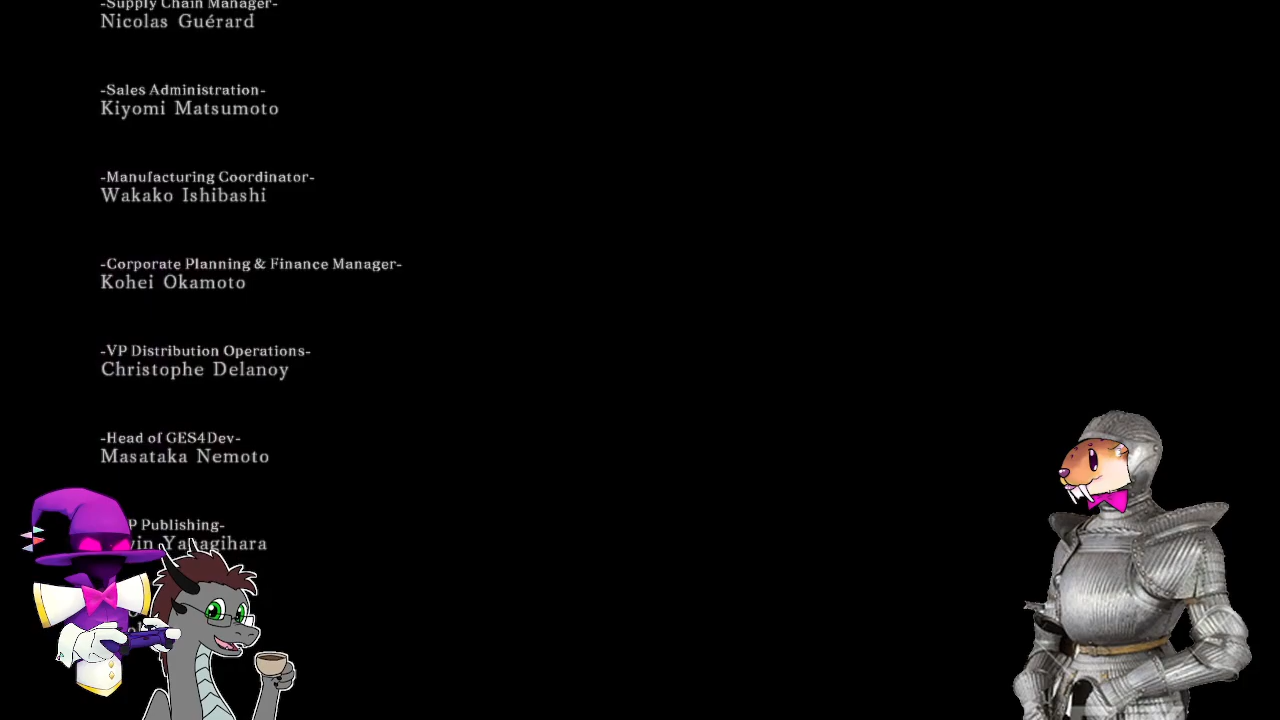 -Supply Chain Manager-
Nicolas Guérard
-Sales Administration-
Kiyomi Matsumoto
-Manufacturing Coordinator-
Wakako Ishibashi
-Corporate Planning & Finance Manager-
Kohei Okamoto
-VP Distribution Operations-
Christophe Delanoy
-Head of GES4Dev-
Masataka Nemoto
Publishing-
Yanagihara